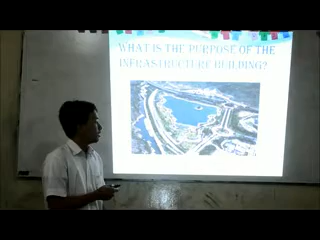 WHAT IS THE PURPOSE OF THE
INFRASTRUCTURE BUILDING?